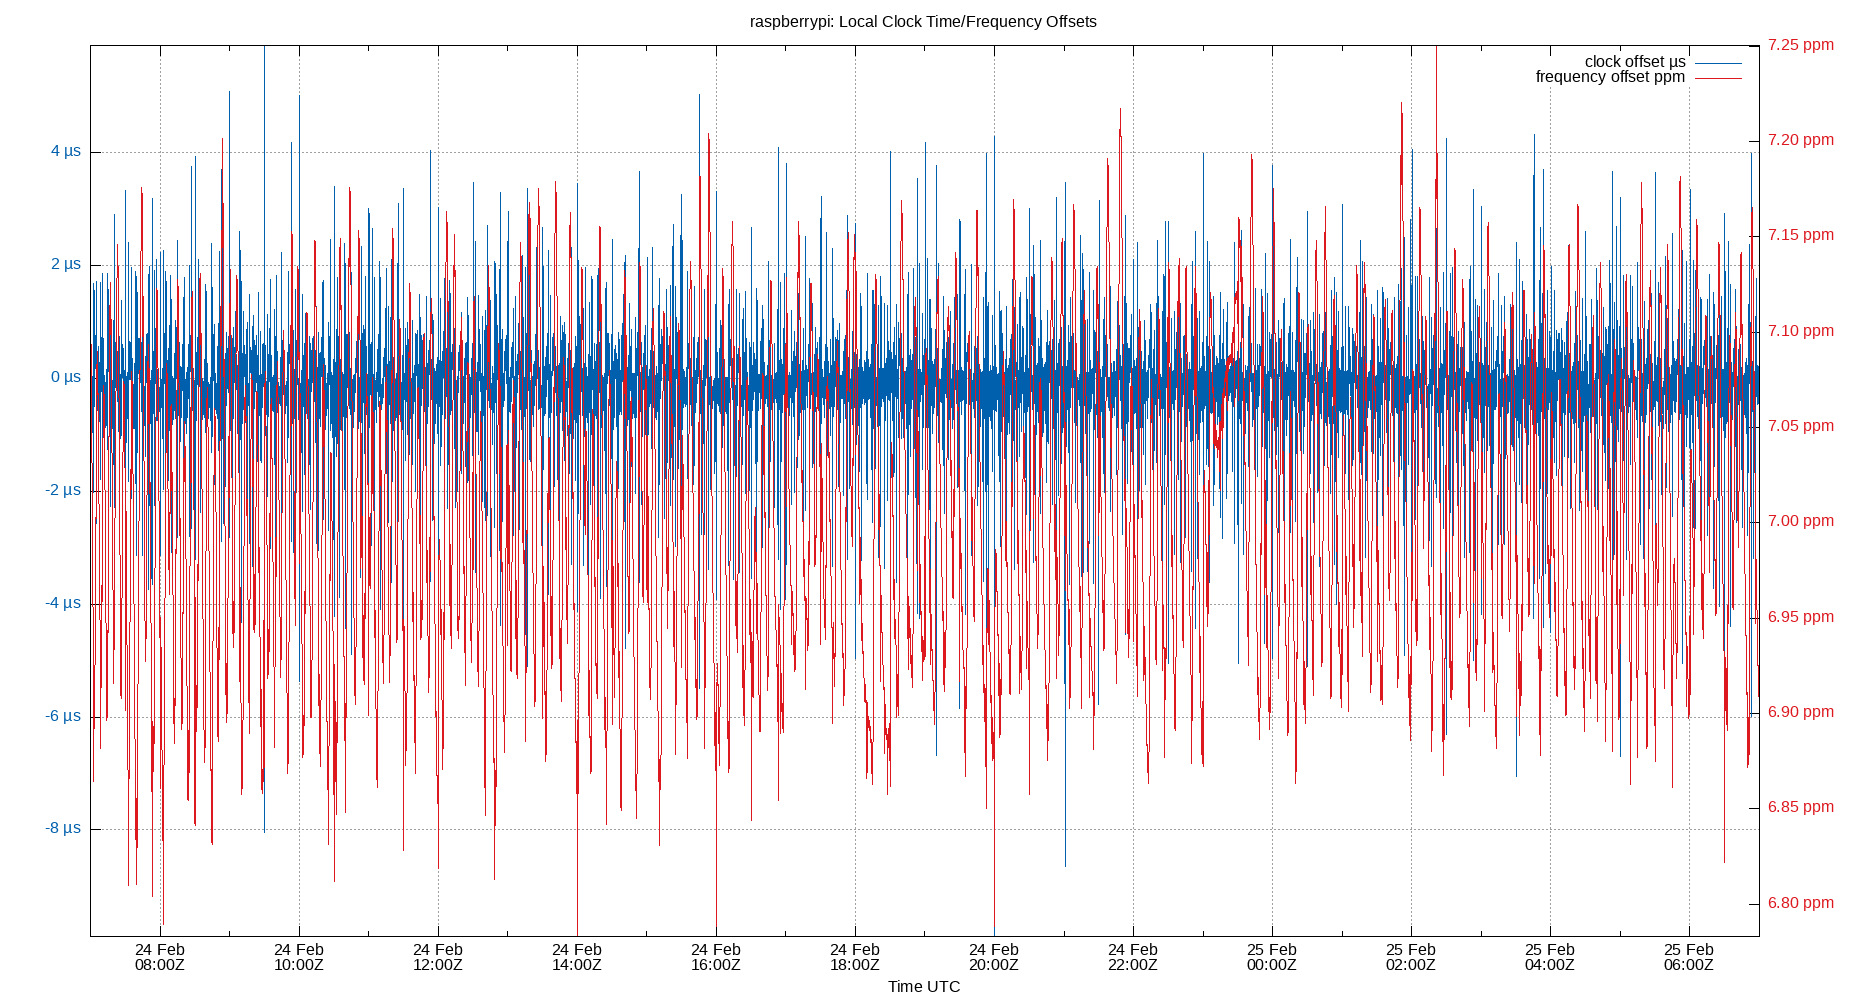 raspberrypi: Local Clock Time/Frequency Offsets
clock offset µs
frequency offset ppm
4 µs
2 µs
0 µs
-2 µs
-4 µs
-6 µs
-8 µs
7.25 ppm
7.20 ppm
7.15 ppm
7.10 ppm
7.05 ppm
7.00 ppm
6.95 ppm
6.90 ppm
6.85 ppm
6.80 ppm
24 Feb
08:00Z
24 Feb
10:00Z
24 Feb
12:00Z
24 Feb
14:00Z
24 Feb
16:00Z
24 Feb
18:00Z
24 Feb
20:00Z
24 Feb
22:00Z
25 Feb
00:00Z
25 Feb
02:00Z
25 Feb
04:00Z
25 Feb
06:00Z
Time UTC